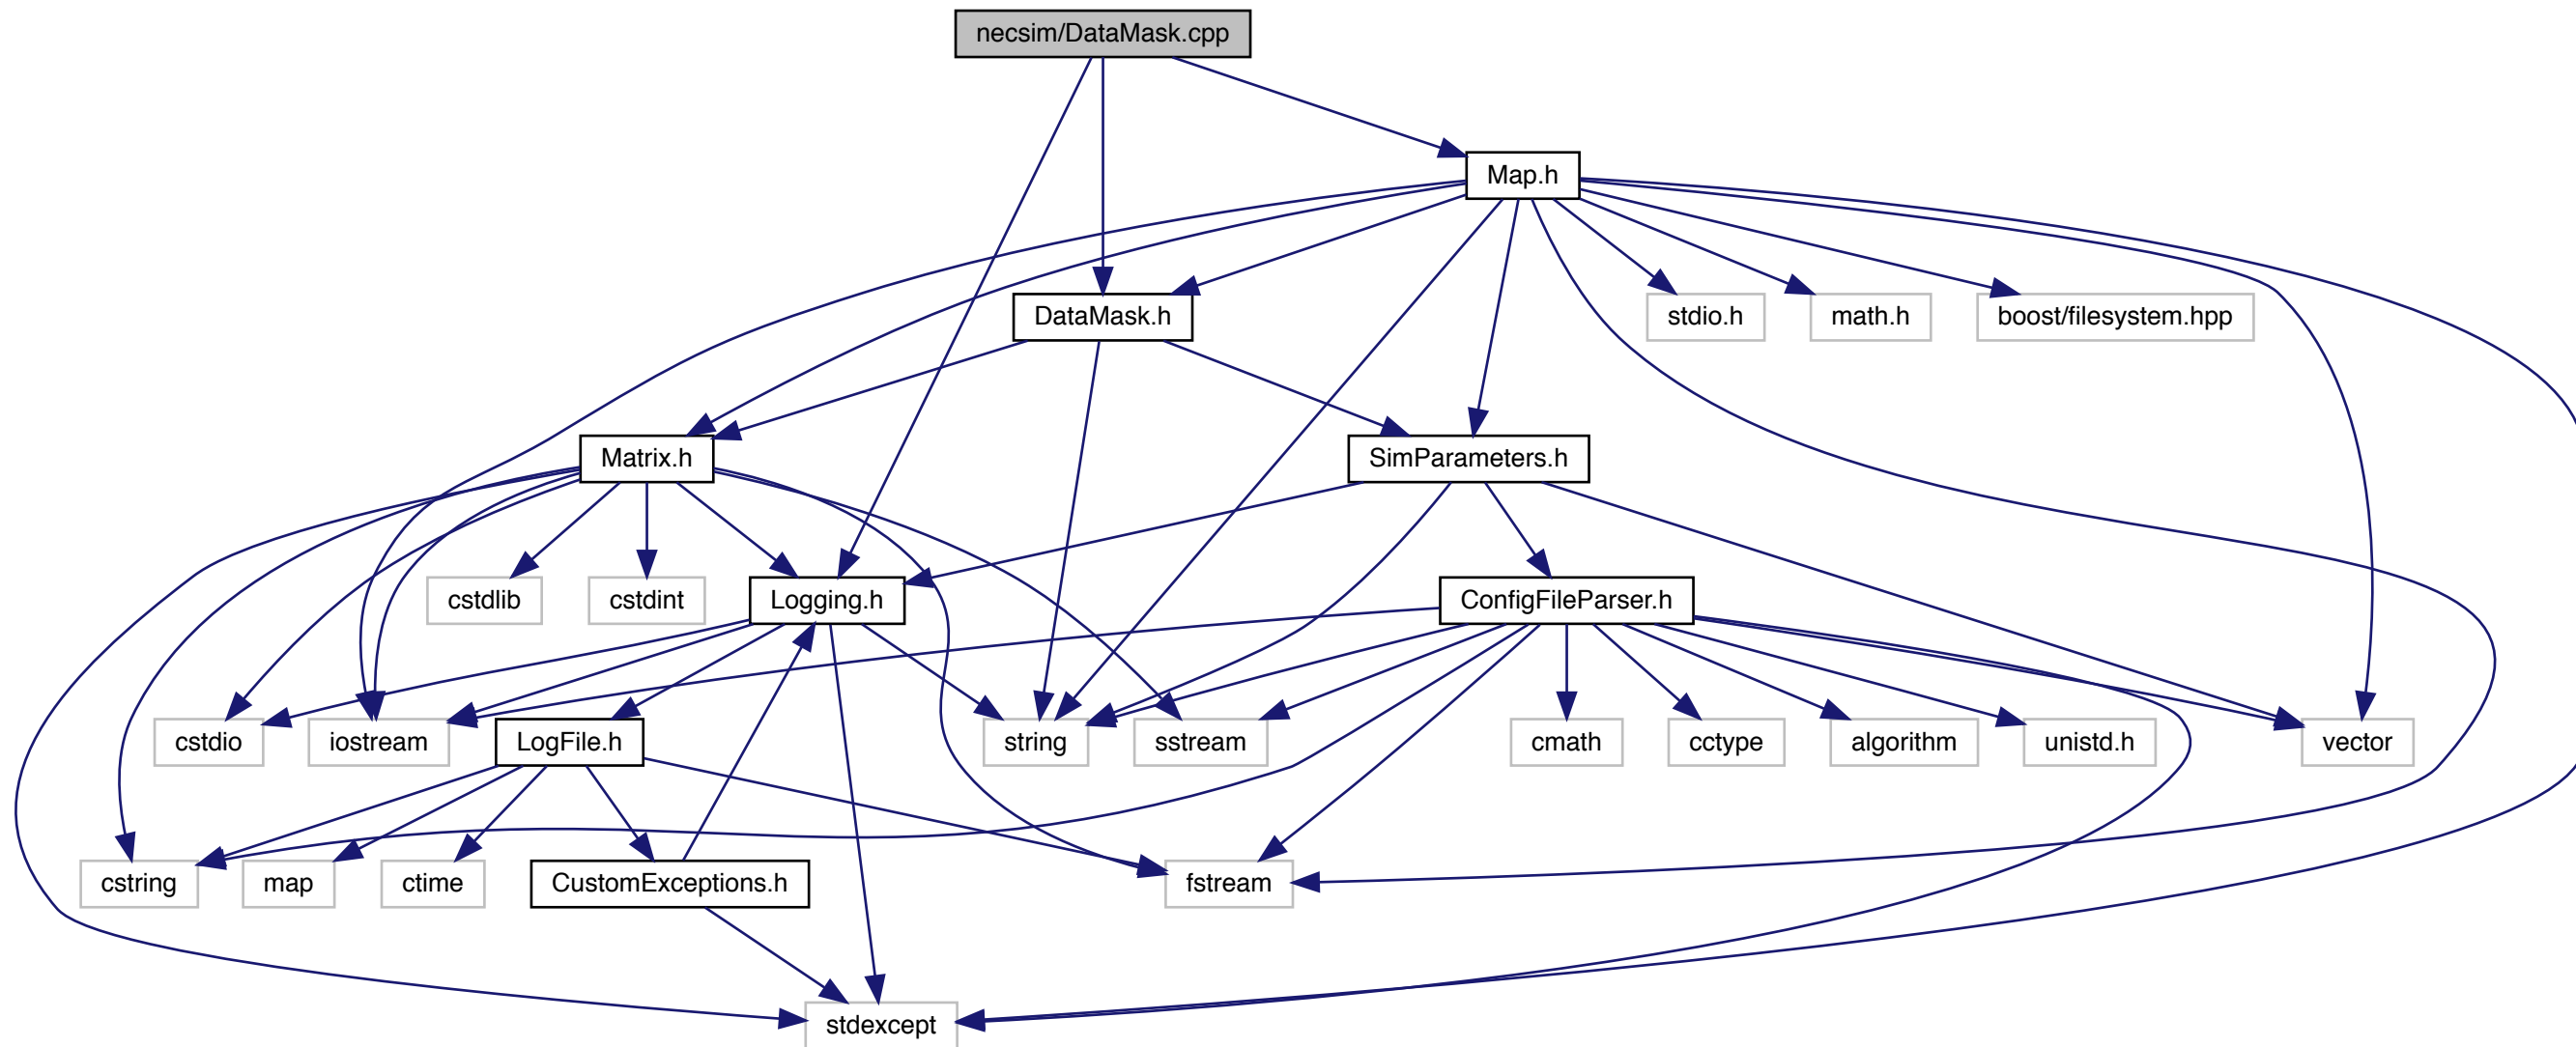 necsim/DataMask.cpp
Map.h
DataMask.h
stdio.h
math.h
boost/filesystem.hpp
Matrix.h
SimParameters.h
cstdlib
cstdint
Logging.h
ConfigFileParser.h
cstdio
iostream
LogFile.h
string
sstream
cmath
cctype
algorithm
unistd.h
vector
cstring
map
ctime
CustomExceptions.h
fstream
stdexcept